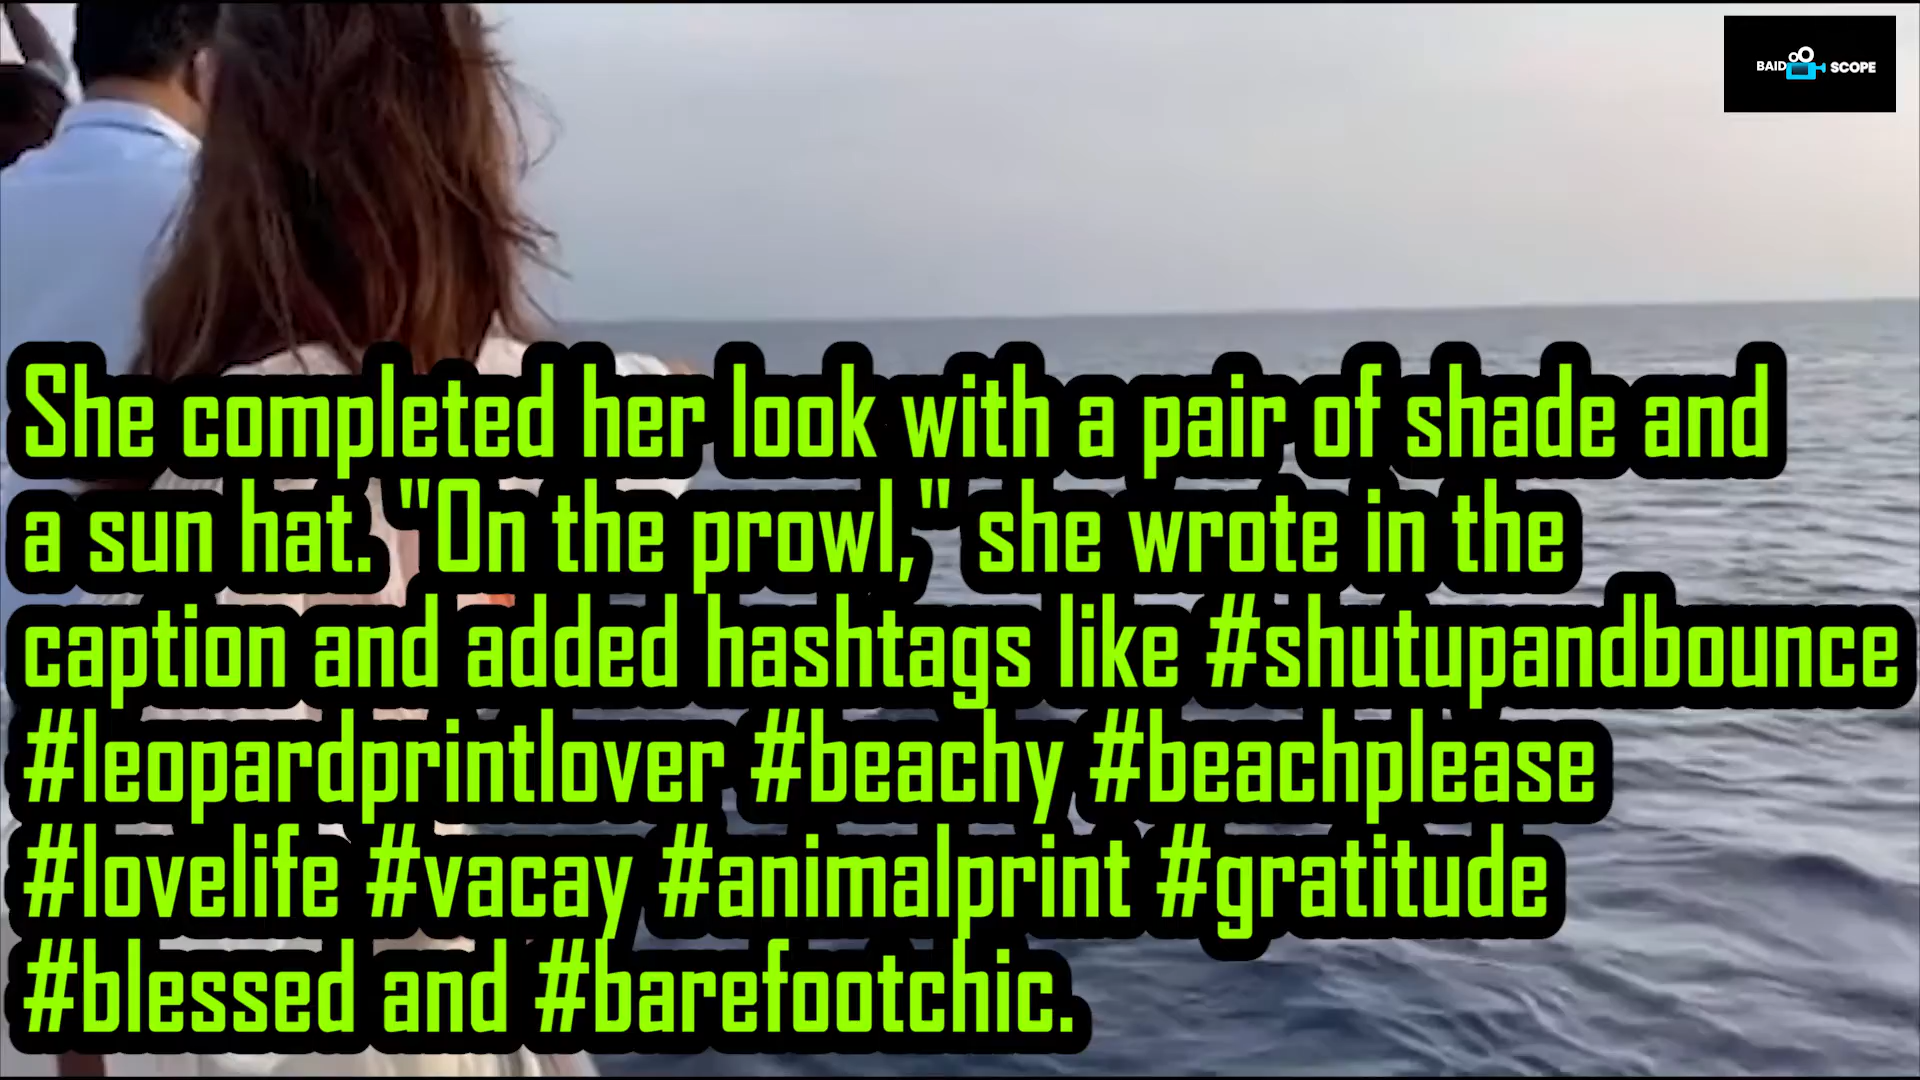 BAID SCOPE
She completed her look with a pair of shade and
a sun hat. "On the prowl," she wrote in the
caption and added hashtags like #shutupandbounce
#leopardprintlover #beachy #beachplease
#lovelife #vacay #animalprint #gratitude
#blessed and #barefootchic.